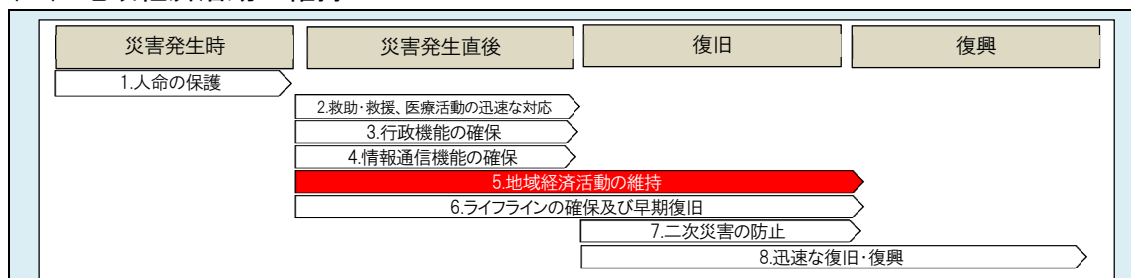 災害発生時
災害発生直後
復旧
復興
1.人命の保護
2.救助・救援、医療活動の迅速な対応
3.行政機能の確保
4.情報通信機能の確保
5.地域経済活動の維持
6.ライフラインの確保及び早期復旧
7.二次災害の防止
8.迅速な復旧・復興